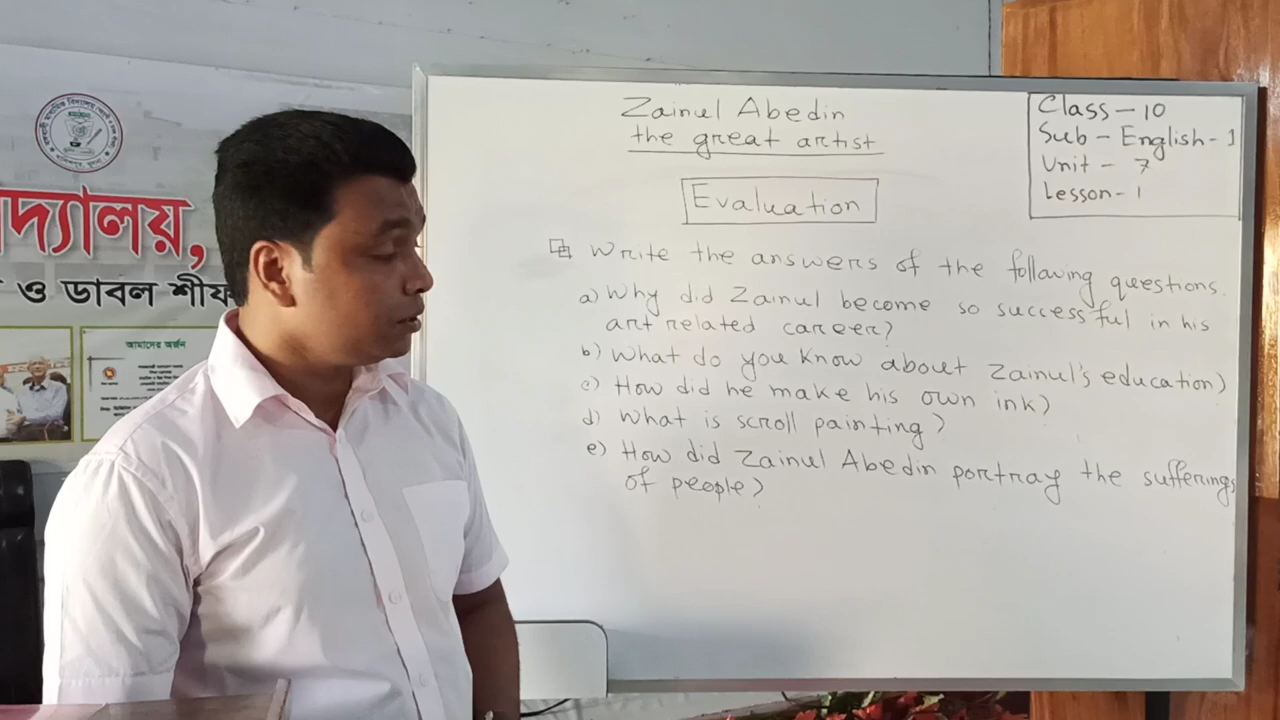 দ্যালয়,
ও ডাবল শীফ
আমাদের অর্জন
Zainul Abedin
the great artist
Evaluation
Class - 10
Sub - English - 1
Unit - 7
Lesson - 1
Write the answers of the following questions.
a) Why did Zainul become so successful in his
art related career?
b) What do you know about Zainul's education?
c) How did he make his own ink?
d) What is scroll painting?
e) How did Zainul Abedin portray the sufferings
of people?